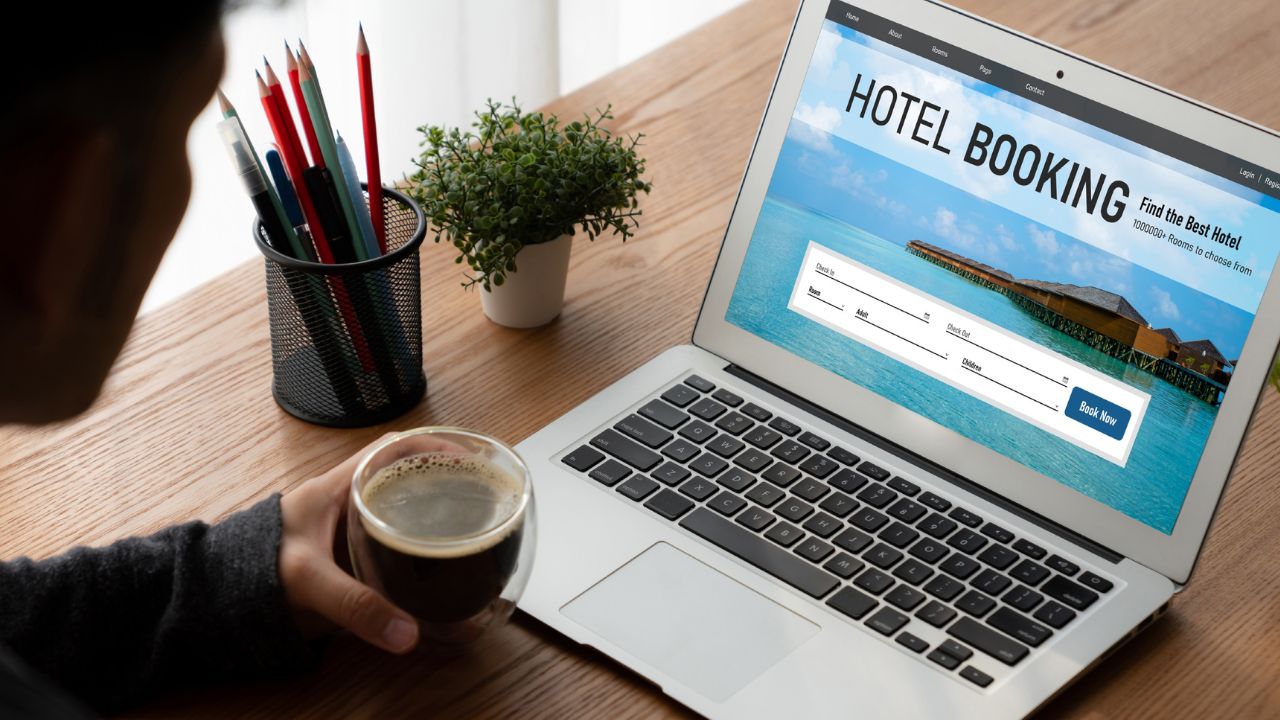 Home
About
Rooms
Page
Contact
Login | Regis
HOTEL BOOKING
Find the Best Hotel
1000000+ Rooms to choose from
Check In
Check Out
Room
Adult
Children
Book Now